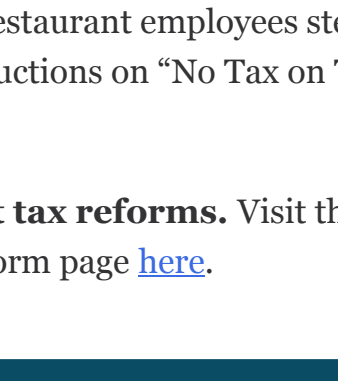 estaurant employees ste
uctions on “No Tax on T
t tax reforms. Visit th
orm page here.